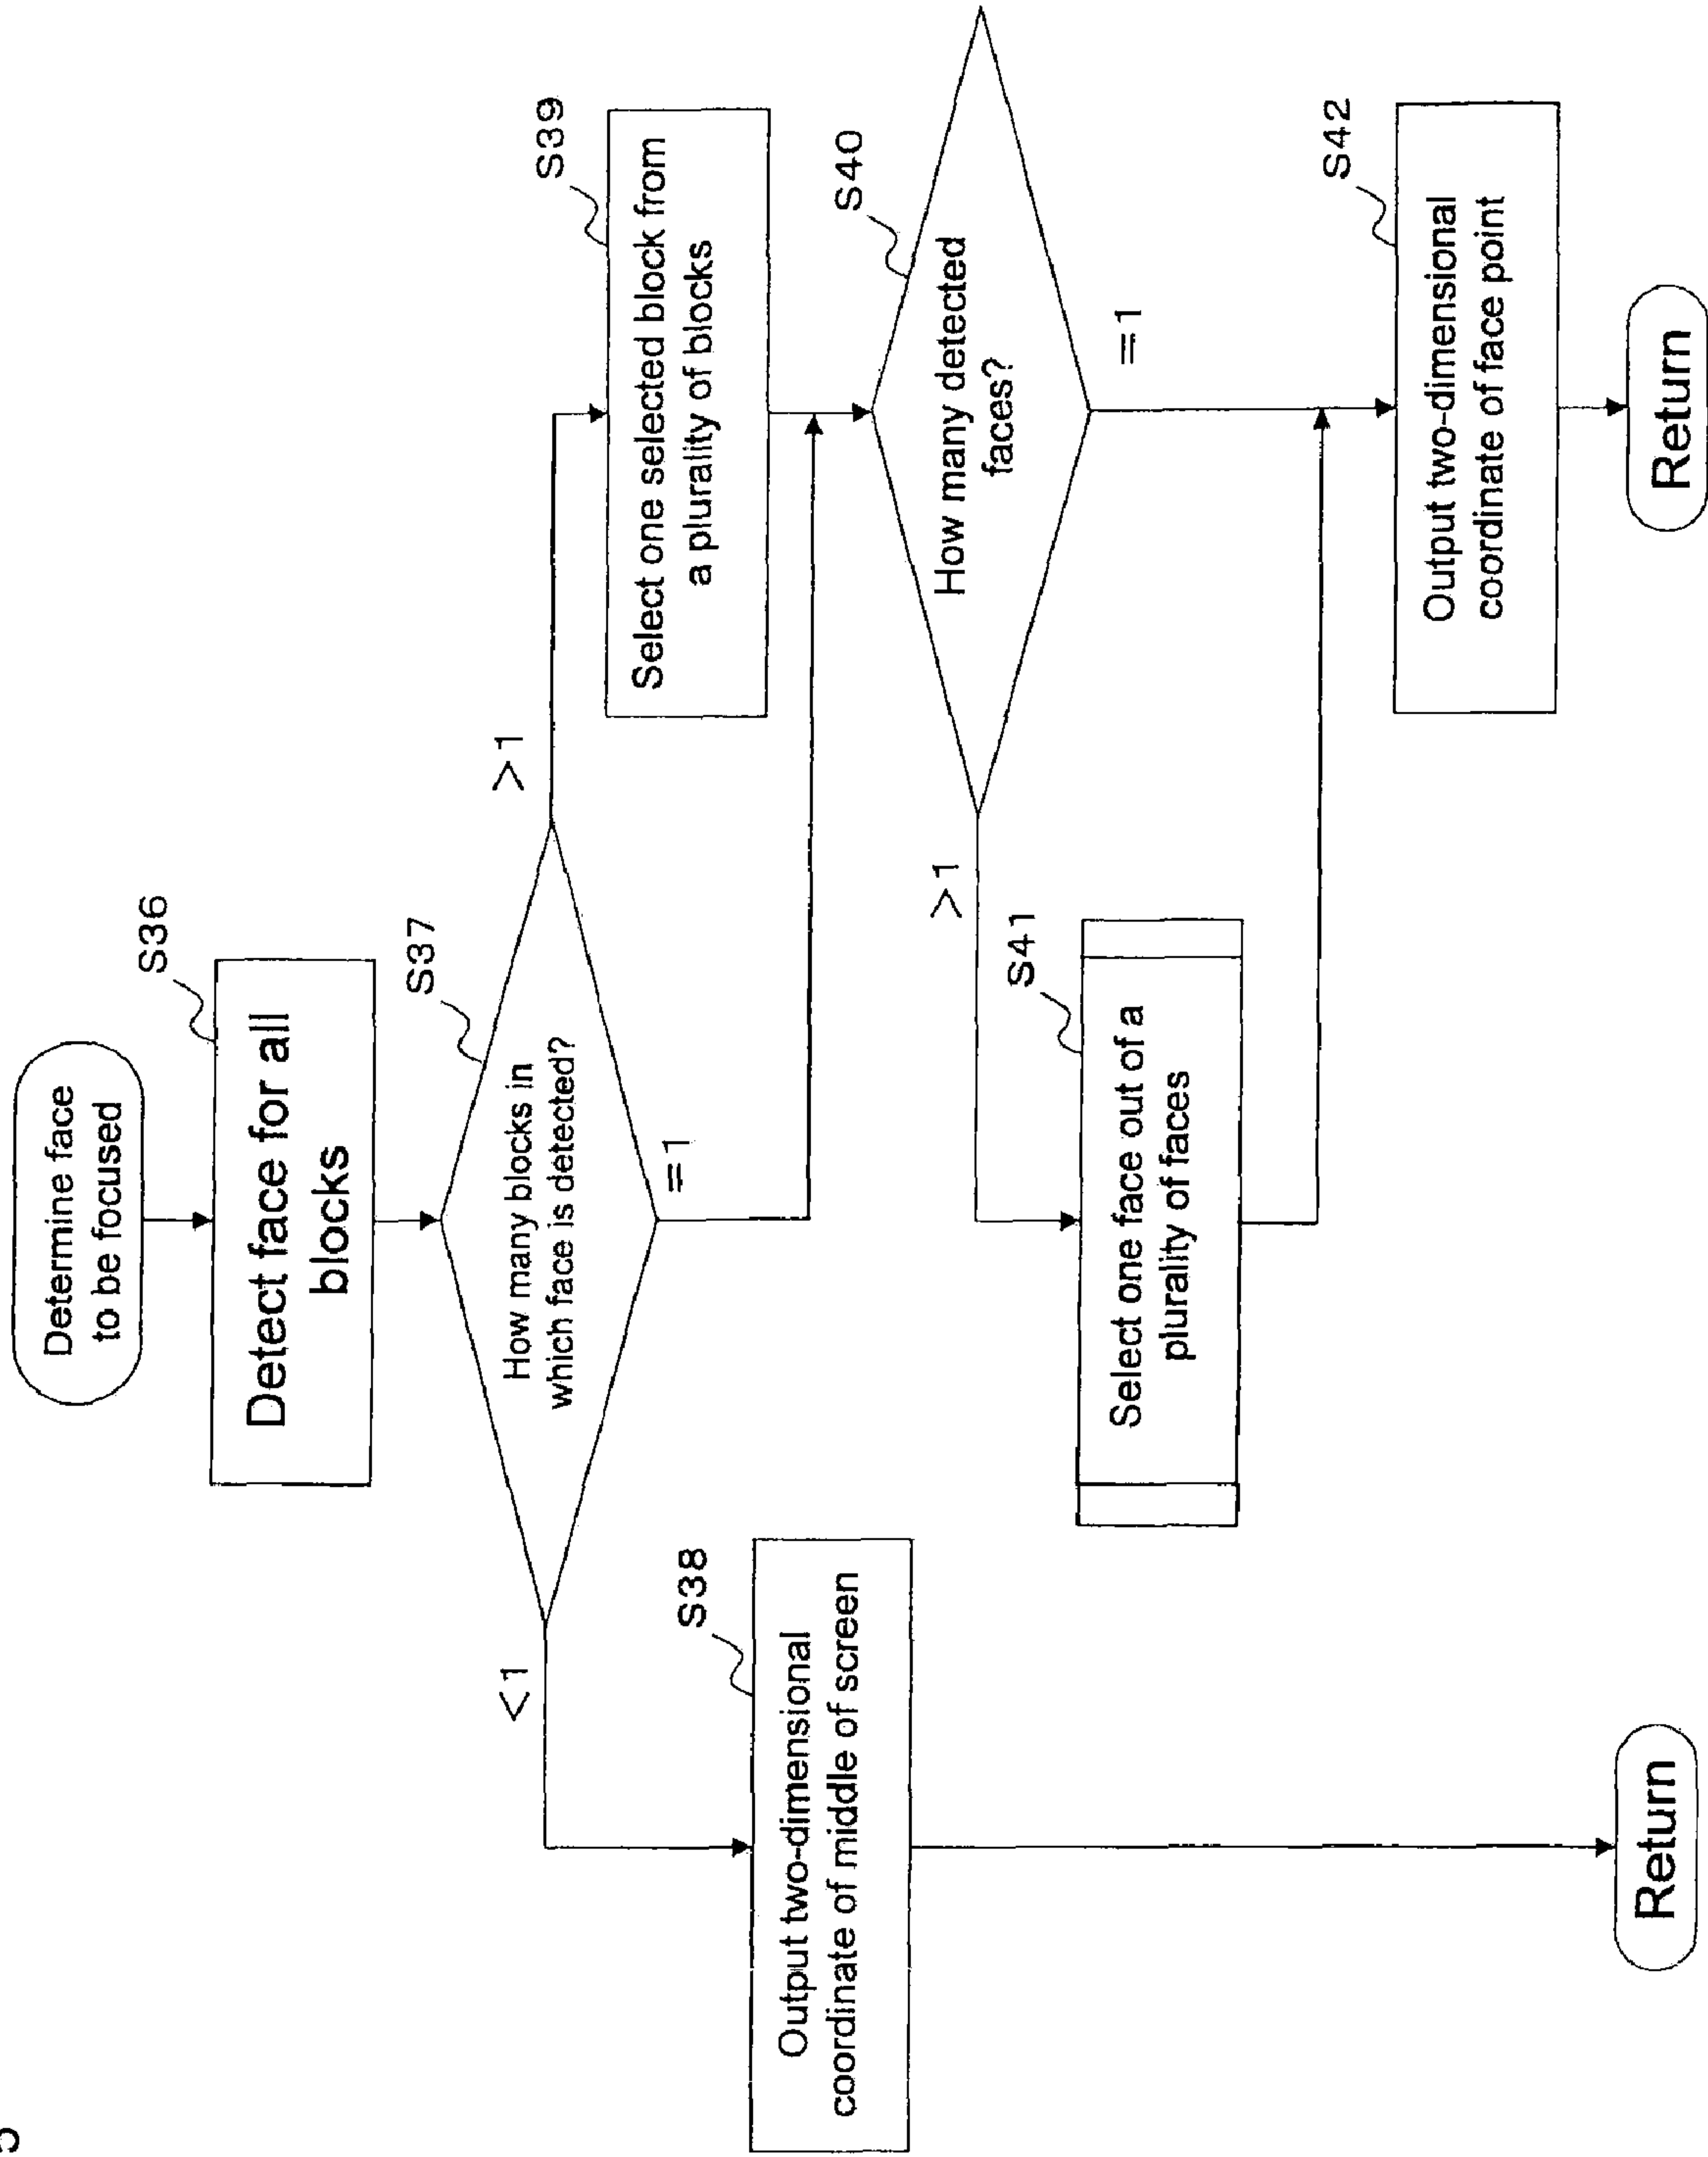 Determine face
to be focused
S36
Detect face for all
blocks
S37
How many blocks in
which face is detected?
<1
=1
>1
S38
Output two-dimensional
coordinate of middle of screen
Return
S39
Select one selected block from
a plurality of blocks
S40
How many detected
faces?
>1
=1
S41
Select one face out of a
plurality of faces
S42
Output two-dimensional
coordinate of face point
Return